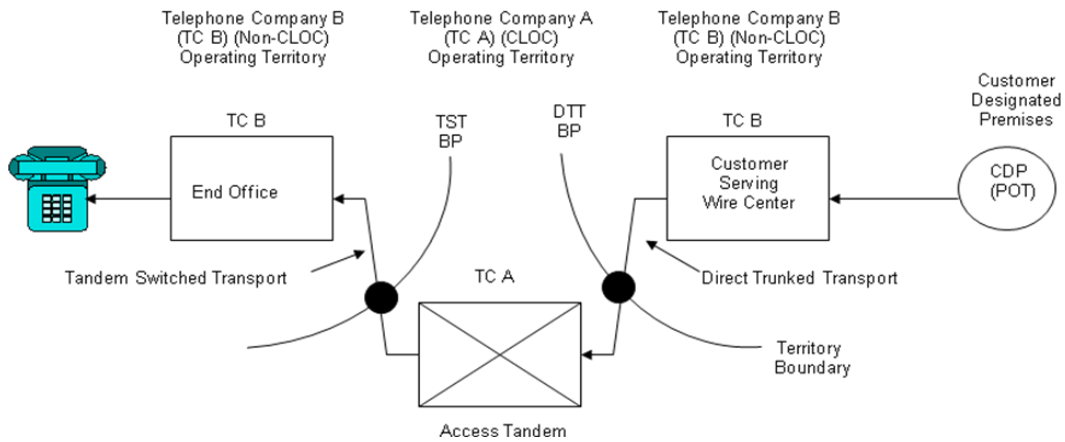 Telephone Company B
(TC B) (Non-CLOC)
Operating Territory
Telephone Company A
(TC A) (CLOC)
Operating Territory
Telephone Company B
(TC B) (Non-CLOC)
Operating Territory
Customer
Designated
Premises
TC B
TST
BP
DTT
BP
TC B
End Office
Customer
Serving
Wire Center
CDP
(POT)
Tandem Switched Transport
TC A
Direct Trunked Transport
Territory
Boundary
Access Tandem